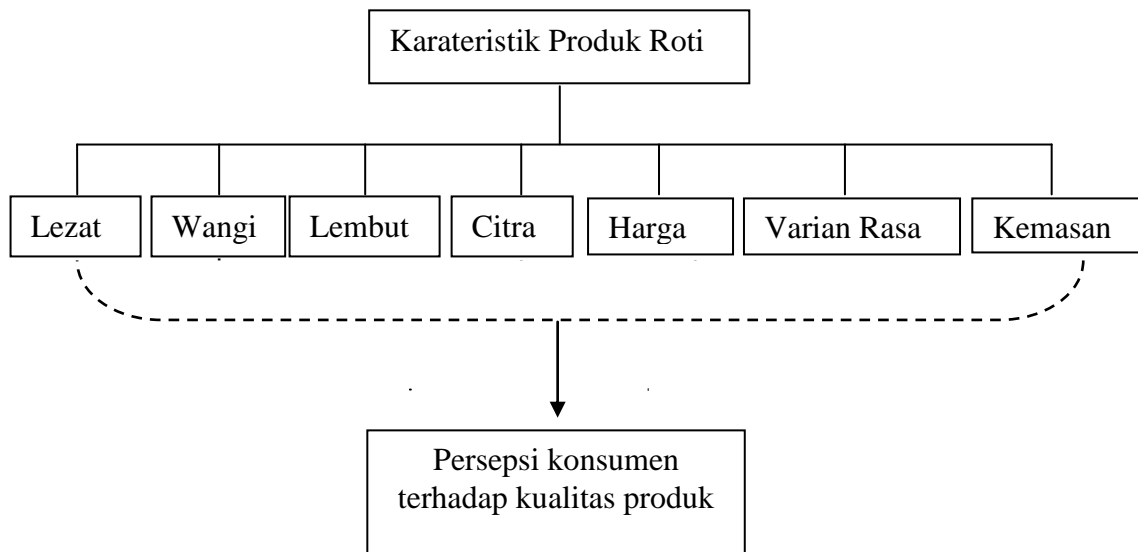 Karateristik Produk Roti
Lezat
Wangi
Lembut
Citra
Harga
Varian Rasa
Kemasan
Persepsi konsumen
terhadap kualitas produk